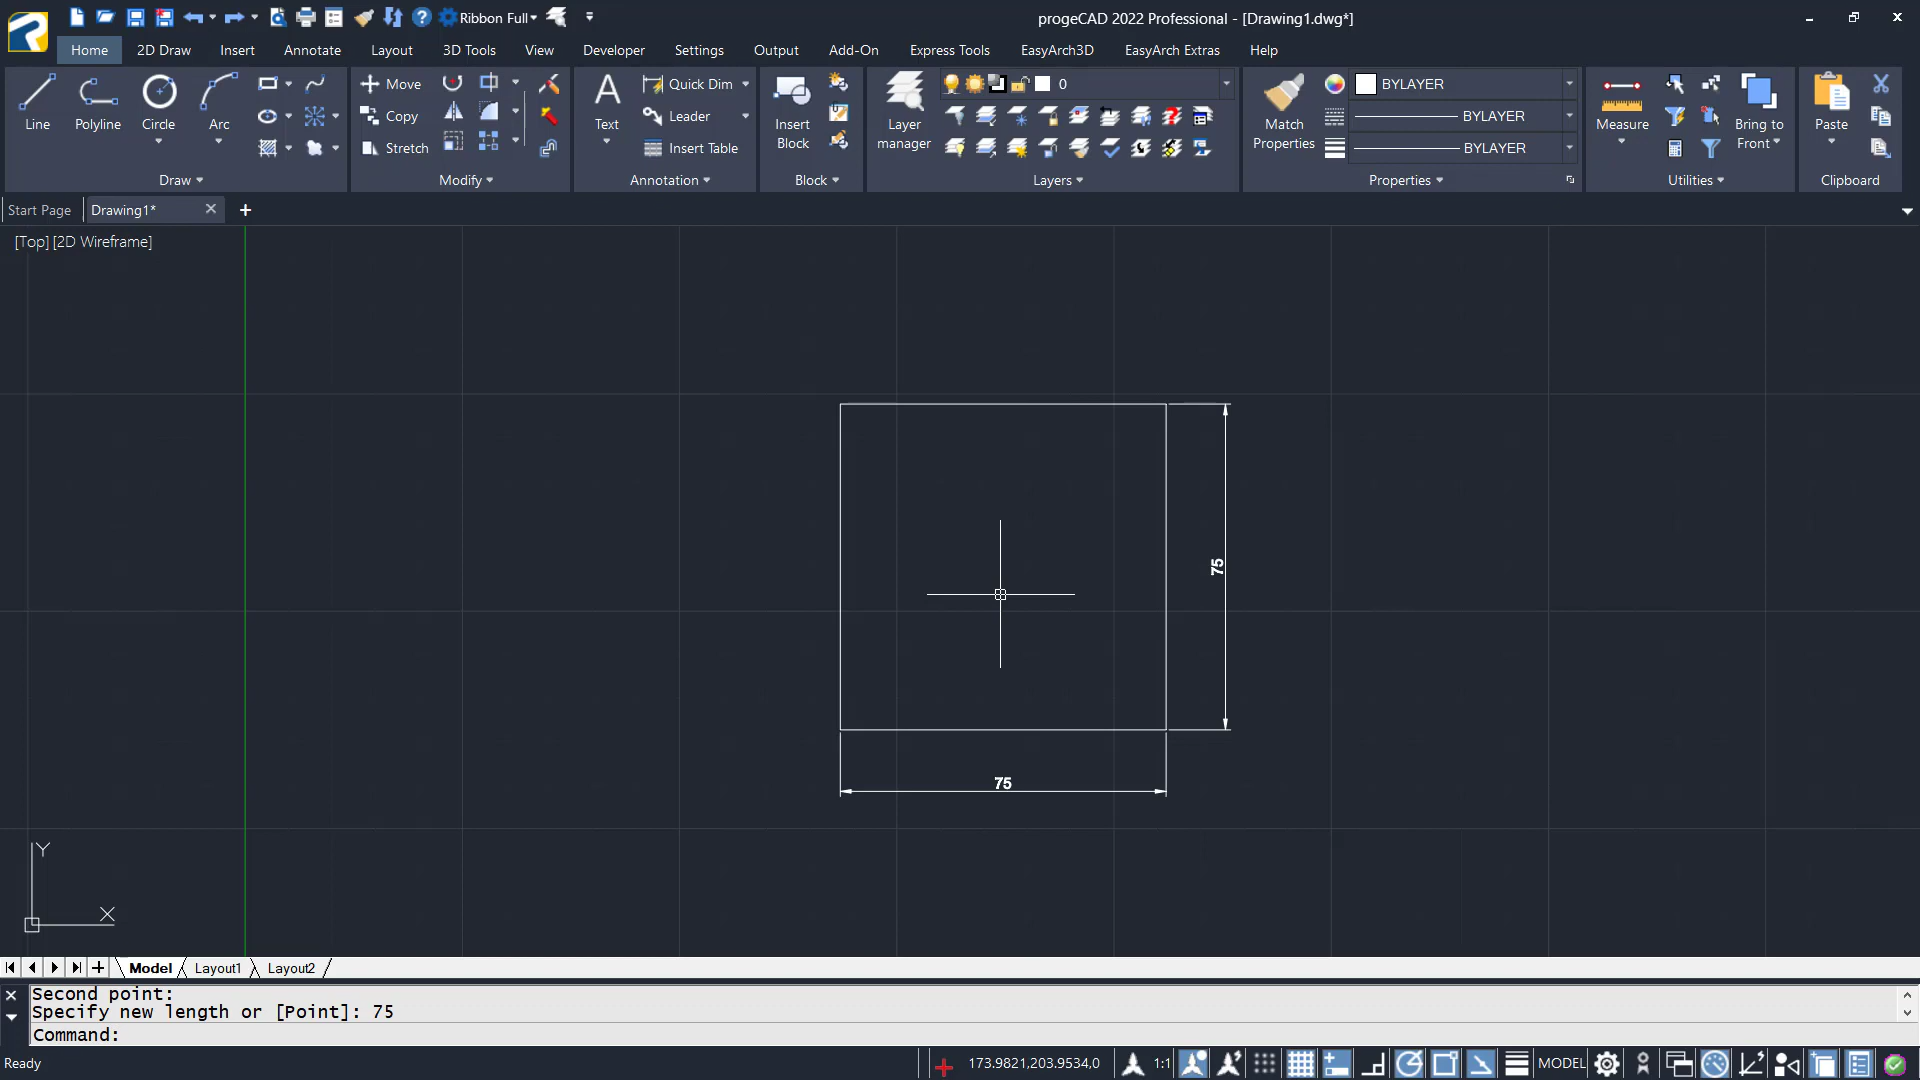 Ribbon Full
progeCAD 2022 Professional - [Drawing1.dwg*]
Home 2D Draw Insert Annotate Layout 3D Tools View Developer Settings Output Add-On Express Tools EasyArch3D EasyArch Extras Help
Line Polyline Circle Arc
Move
Copy
Stretch
Text
Quick Dim
Leader
Insert Table
Insert
Block
Layer
manager
0
Match
Properties
BYLAYER
BYLAYER
BYLAYER
Measure
Bring to
Front
Paste
Draw Modify Annotation Block Layers Properties Utilities Clipboard
Start Page Drawing1*
[Top] [2D Wireframe]
75
75
Y
X
Model Layout1 Layout2
Second point:
Specify new length or [Point]: 75
Command:
Ready 173.9821,203.9534,0 1:1 MODEL